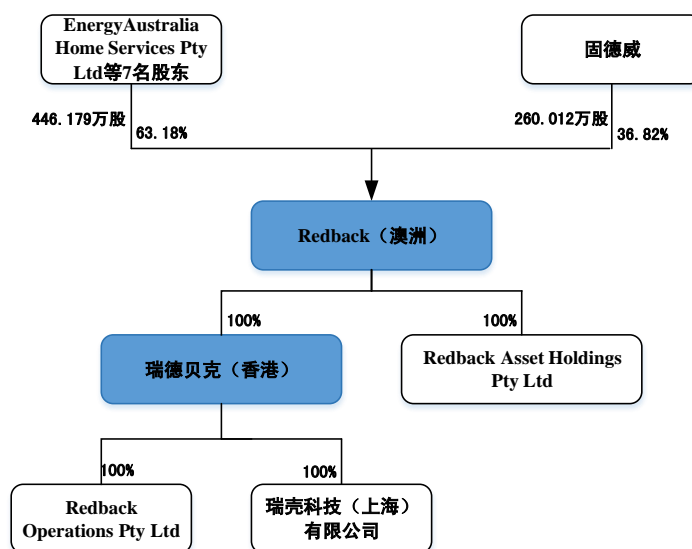 EnergyAustralia
Home Services Pty
Ltd等7名股东
固德威
446.179万股
63.18%
260.012万股
36.82%
Redback（澳洲）
100%
100%
瑞德贝克（香港）
Redback Asset Holdings
Pty Ltd
100%
100%
Redback
Operations Pty Ltd
瑞壳科技（上海）
有限公司